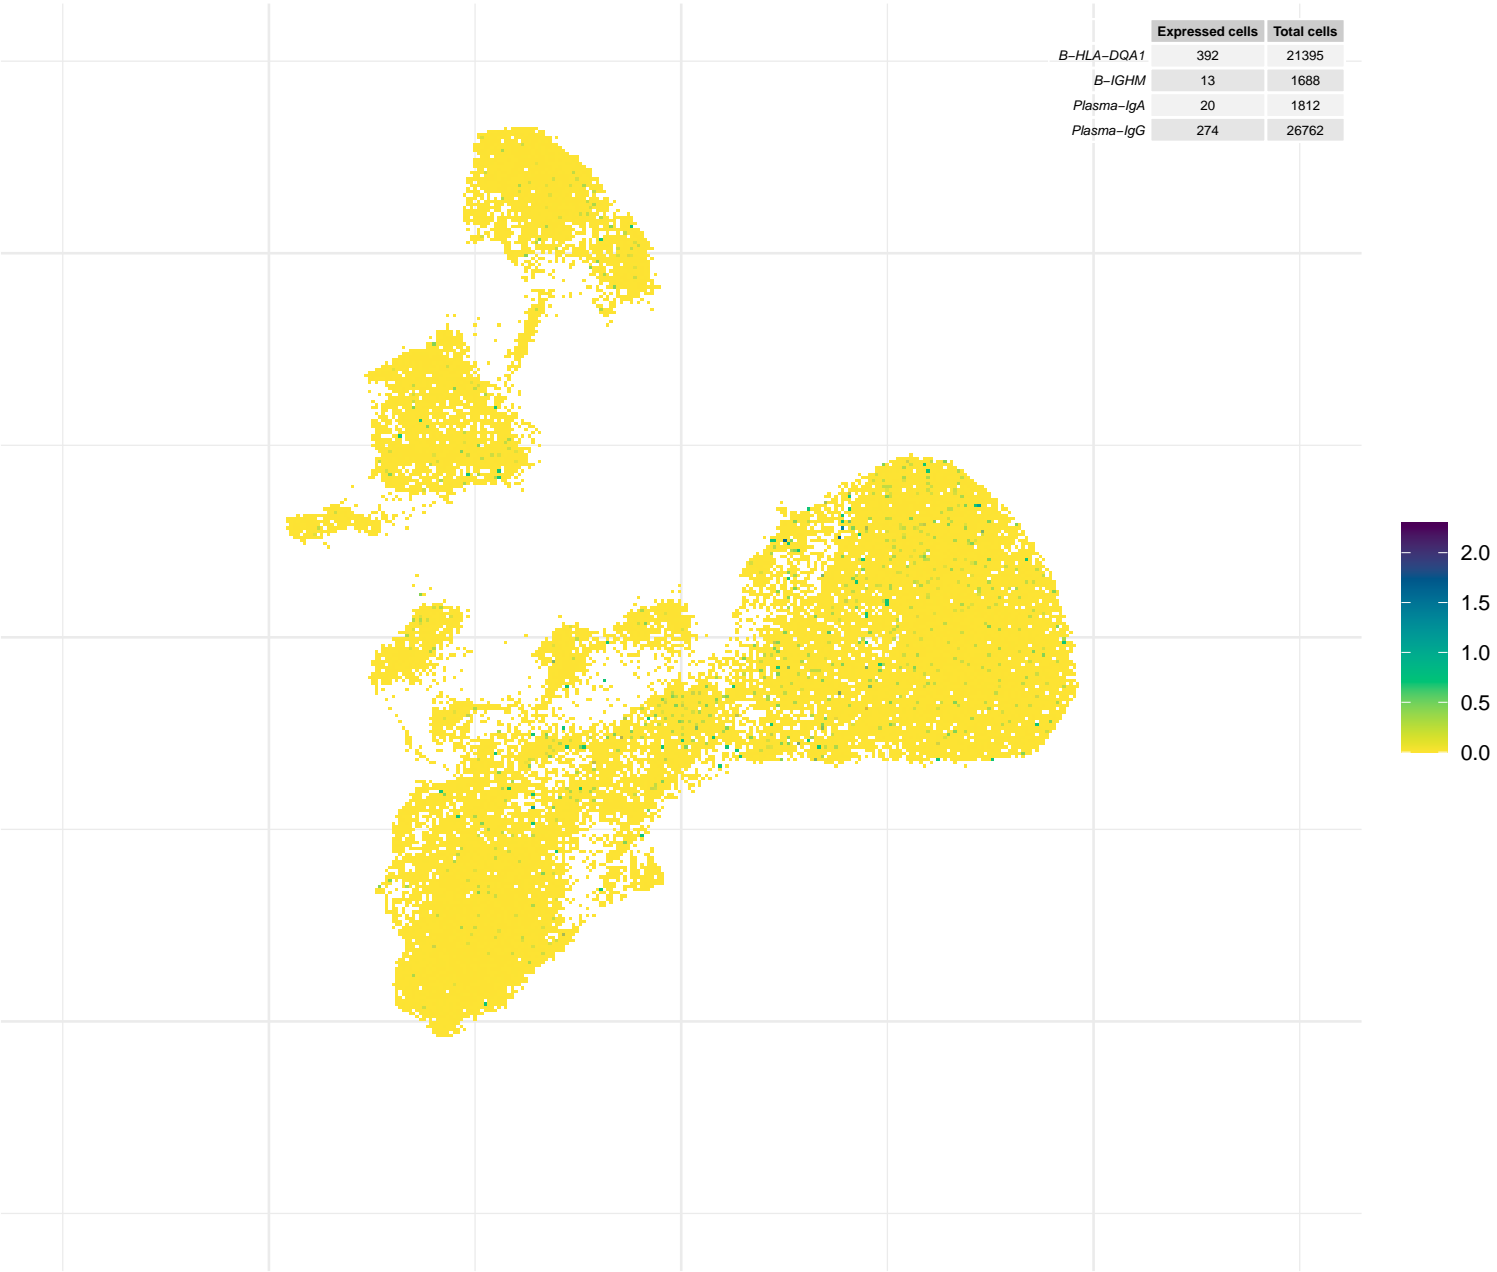 Expressed cells Total cells
B-HLA-DQA1 392 21395
B-IGHM 13 1688
Plasma-IgA 20 1812
Plasma-IgG 274 26762
2.0
1.5
1.0
0.5
0.0